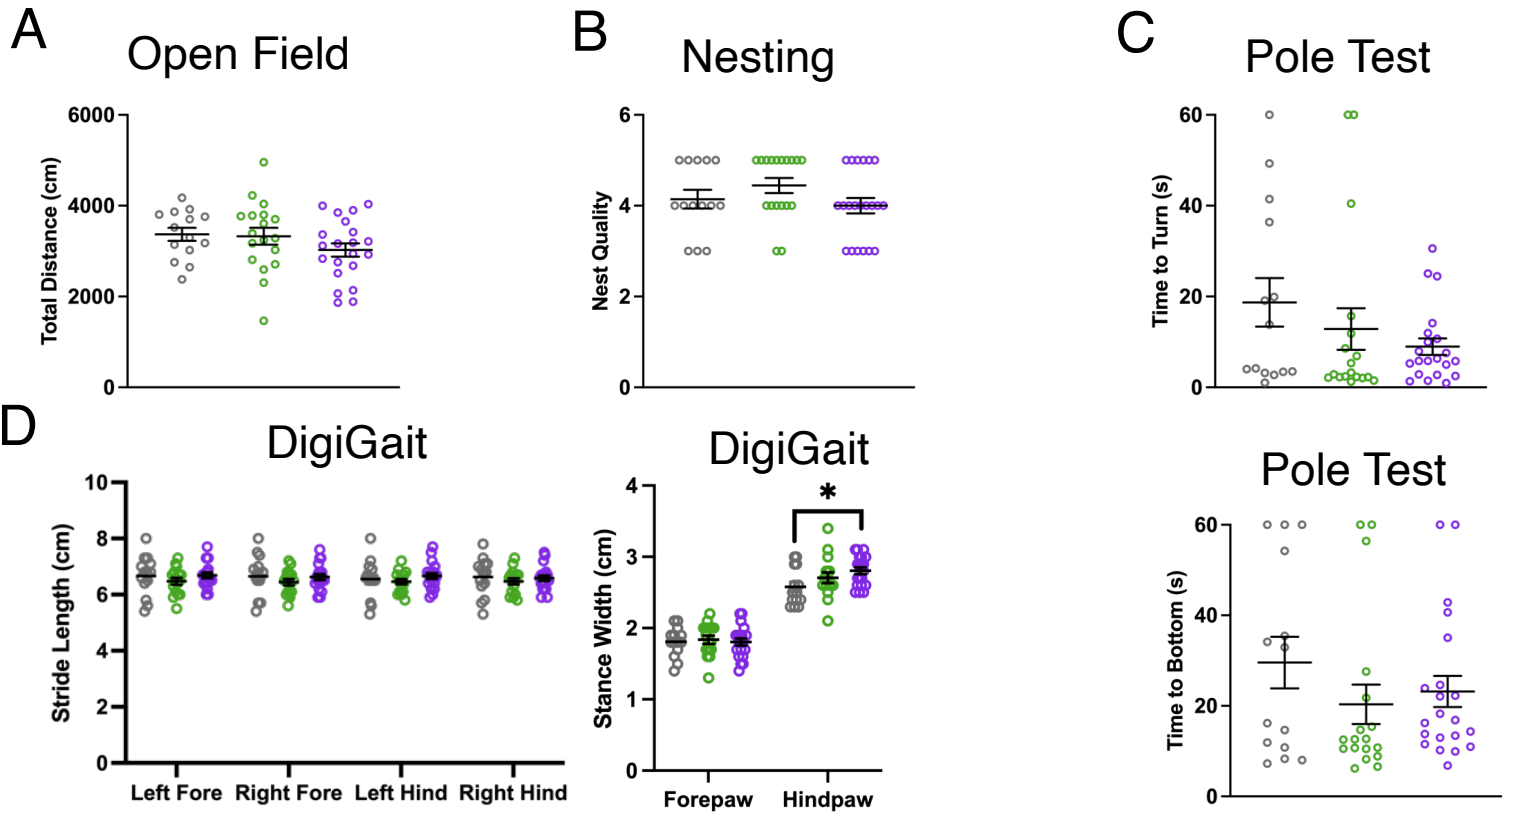 A
Open Field
6000
4000
2000
0
Total Distance (cm)
B
Nesting
6
4
2
0
Nest Quality
C
Pole Test
60
40
20
0
Time to Turn (s)
D
DigiGait
10
8
6
4
2
0
Stride Length (cm)
Left Fore
Right Fore
Left Hind
Right Hind
DigiGait
4
3
2
1
0
Stance Width (cm)
*
Forepaw
Hindpaw
Pole Test
60
40
20
0
Time to Bottom (s)